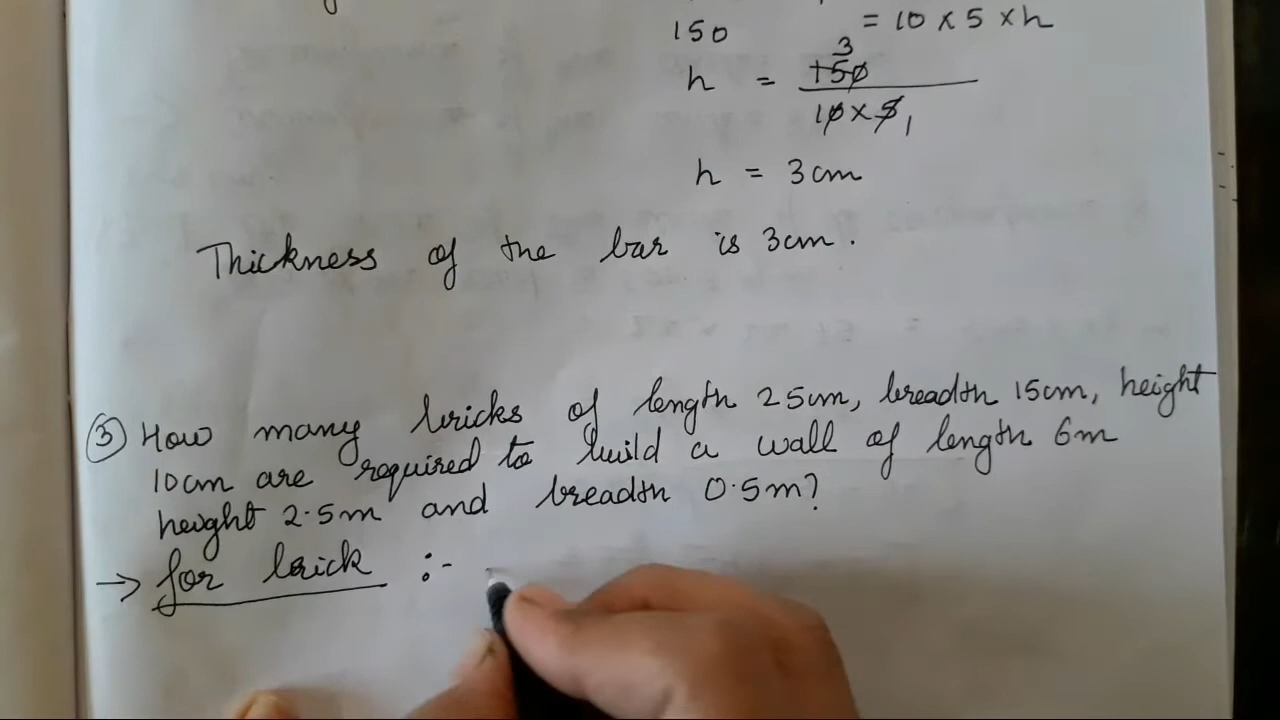 150 = 10 × 5 × h
3
h = 150
10 × 5 1
h = 3cm
Thickness of the bar is 3cm.
③ How many bricks of length 25cm, breadth 15cm, height
10cm are required to build a wall of length 6m
height 2.5m and breadth 0.5m?
→ for brick :-